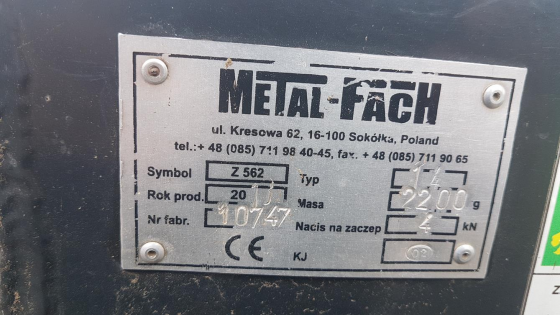 METAL-FACH
ul. Kresowa 62, 16-100 Sokółka, Poland
tel.:+ 48 (085) 711 98 40-45, fax. + 48 (085) 711 90 65
Symbol Z 562 Typ
Rok prod. 20 Masa 2200 g
Nr fabr. 10747 Nacis na zaczep 4 kN
CE KJ